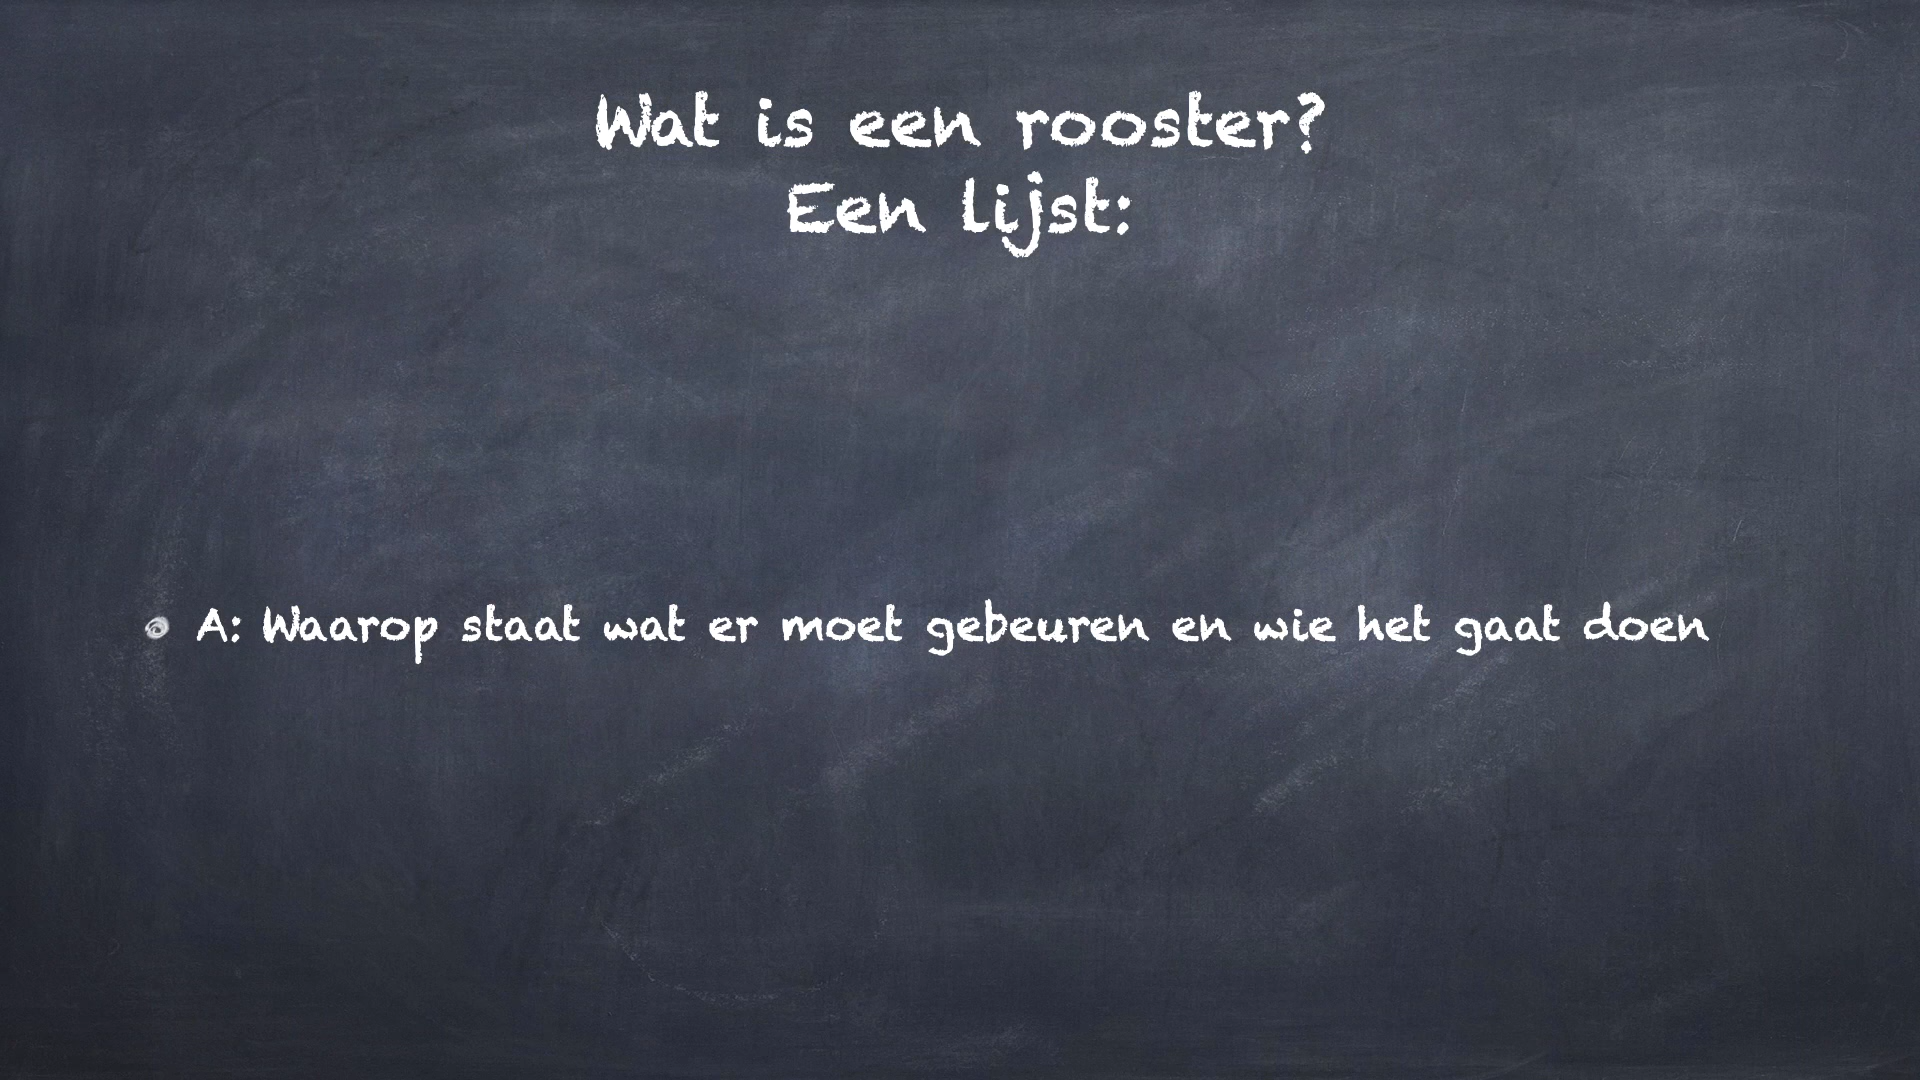 Wat is een rooster?
Een lijst:
A: Waarop staat wat er moet gebeuren en wie het gaat doen